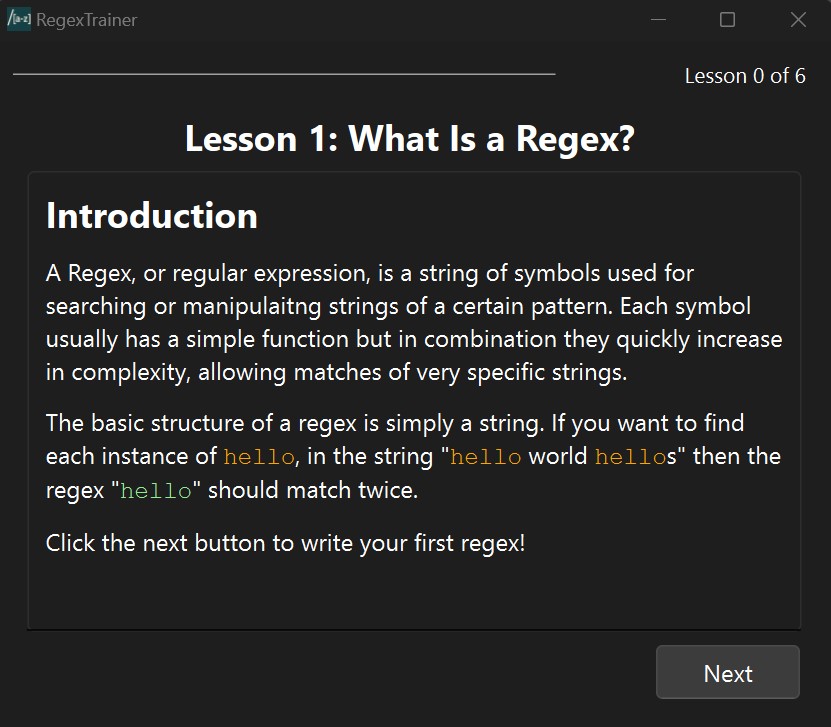 /[a-z] RegexTrainer
Lesson 0 of 6
Lesson 1: What Is a Regex?
Introduction
A Regex, or regular expression, is a string of symbols used for
searching or manipulaitng strings of a certain pattern. Each symbol
usually has a simple function but in combination they quickly increase
in complexity, allowing matches of very specific strings.
The basic structure of a regex is simply a string. If you want to find
each instance of hello, in the string "hello world hellos" then the
regex "hello" should match twice.
Click the next button to write your first regex!
Next